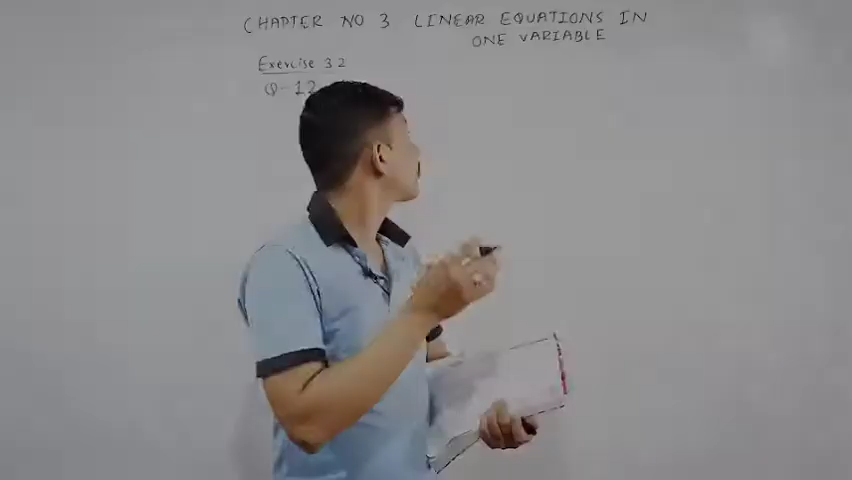 CHAPTER NO 3 LINEAR EQUATIONS IN
ONE VARIABLE
Exercise 3 2
Q - 12